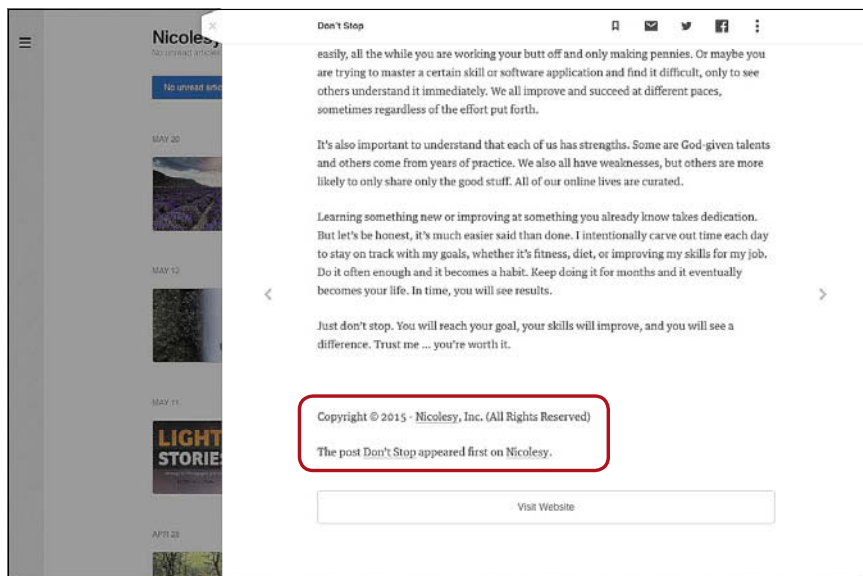 Nicolesy
No unread articles
No unread artic
MAY 20
MAY 12
MAY 11
LIGHT
STORIES
APR 28
Don't Stop
easily, all the while you are working your butt off and only making pennies. Or maybe you
are trying to master a certain skill or software application and find it difficult, only to see
others understand it immediately. We all improve and succeed at different paces,
sometimes regardless of the effort put forth.
It's also important to understand that each of us has strengths. Some are God-given talents
and others come from years of practice. We also all have weaknesses, but others are more
likely to only share only the good stuff. All of our online lives are curated.
Learning something new or improving at something you already know takes dedication.
But let's be honest, it's much easier said than done. I intentionally carve out time each day
to stay on track with my goals, whether it's fitness, diet, or improving my skills for my job.
Do it often enough and it becomes a habit. Keep doing it for months and it eventually
becomes your life. In time, you will see results.
Just don't stop. You will reach your goal, your skills will improve, and you will see a
difference. Trust me ... you're worth it.
Copyright © 2015 · Nicolesy, Inc. (All Rights Reserved)
The post Don't Stop appeared first on Nicolesy.
Visit Website